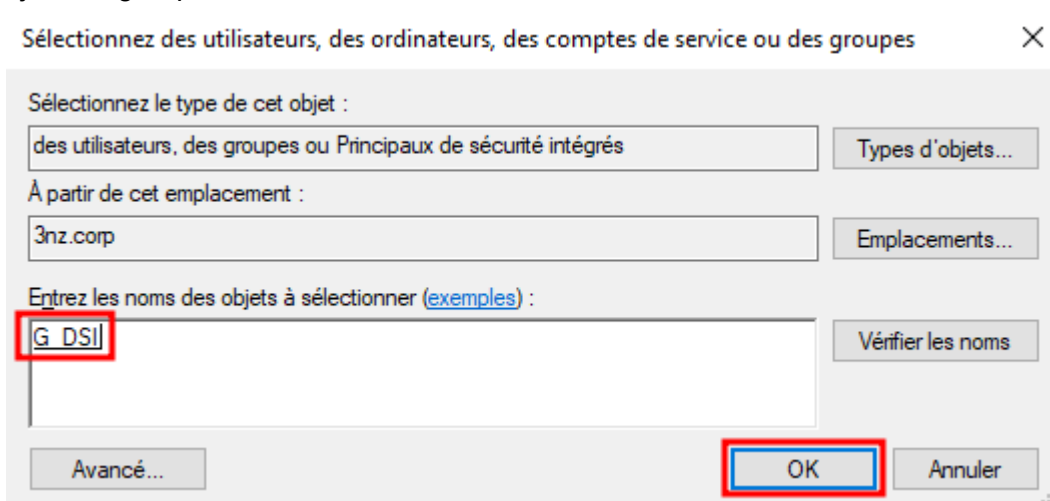 Sélectionnez des utilisateurs, des ordinateurs, des comptes de service ou des groupes
Sélectionnez le type de cet objet :
des utilisateurs, des groupes ou Principaux de sécurité intégrés
Types d'objets...
À partir de cet emplacement :
3nz.corp
Emplacements...
Entrez les noms des objets à sélectionner (exemples) :
G_DSI
Vérifier les noms
Avancé...
OK
Annuler